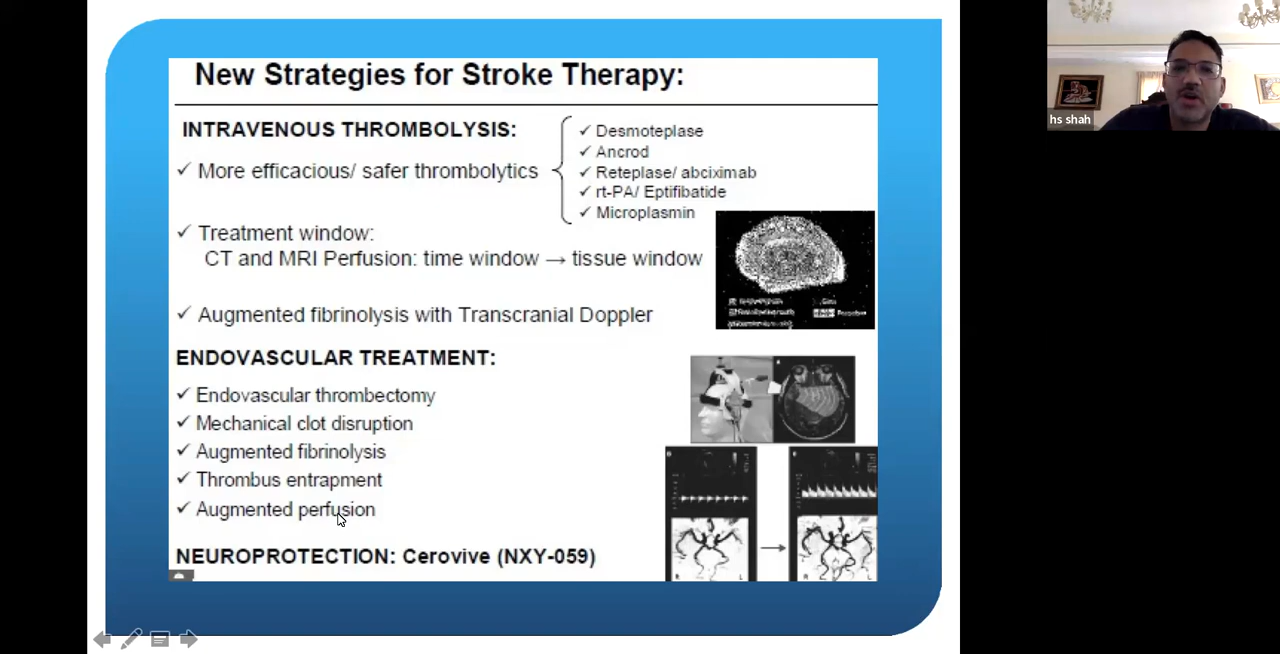 New Strategies for Stroke Therapy:
INTRAVENOUS THROMBOLYSIS:
✓ More efficacious/ safer thrombolytics
✓ Desmoteplase
✓ Ancrod
✓ Reteplase/ abciximab
✓ rt-PA/ Eptifibatide
✓ Microplasmin
✓ Treatment window:
CT and MRI Perfusion: time window → tissue window
✓ Augmented fibrinolysis with Transcranial Doppler
ENDOVASCULAR TREATMENT:
✓ Endovascular thrombectomy
✓ Mechanical clot disruption
✓ Augmented fibrinolysis
✓ Thrombus entrapment
✓ Augmented perfusion
NEUROPROTECTION: Cerovive (NXY-059)
R L
R L
hs shah